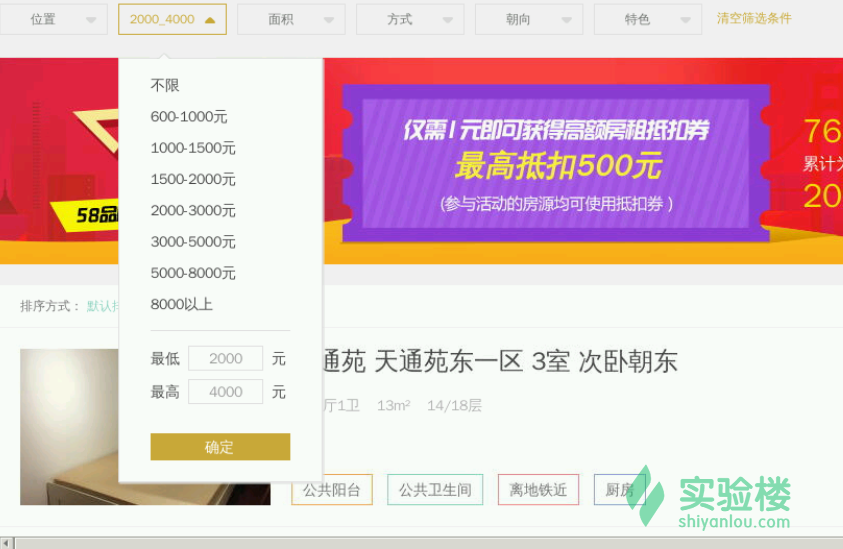 位置
2000_4000
面积
方式
朝向
特色
清空筛选条件
不限
600-1000元
1000-1500元
1500-2000元
2000-3000元
3000-5000元
5000-8000元
8000以上
最低 2000 元
最高 4000 元
确定
58品
仅需1元即可获得高额房租抵扣券
最高抵扣500元
(参与活动的房源均可使用抵扣券)
76
累计为
20
排序方式： 默认排
通苑 天通苑东一区 3室 次卧朝东
厅1卫 13m² 14/18层
公共阳台
公共卫生间
离地铁近
厨房
实验楼
shiyanlou.com